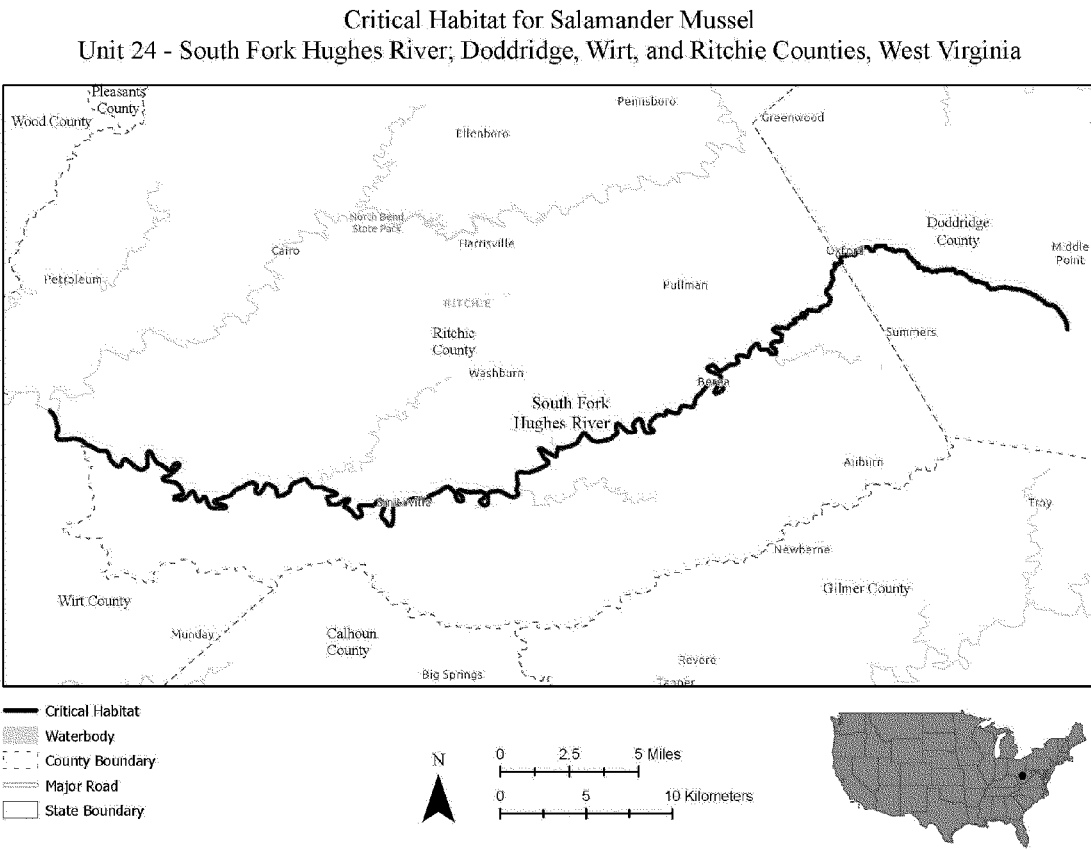 Critical Habitat for Salamander Mussel
Unit 24 - South Fork Hughes River; Doddridge, Wirt, and Ritchie Counties, West Virginia
Pleasants
County
Wood County
Pennsboro
Greenwood
Ellenboro
North Bend
State Park
Doddridge
County
Cairo
Harrisville
Oxford
Middle
Point
Petroleum
Pullman
RITCHIE
Ritchie
County
Summers
Washburn
Berea
South Fork
Hughes River
Auburn
Smithville
Troy
Newberne
Wirt County
Gilmer County
Munday
Calhoun
County
Big Springs
Revere
Tanner
Critical Habitat
Waterbody
County Boundary
Major Road
State Boundary
N
0 2.5 5 Miles
0 5 10 Kilometers